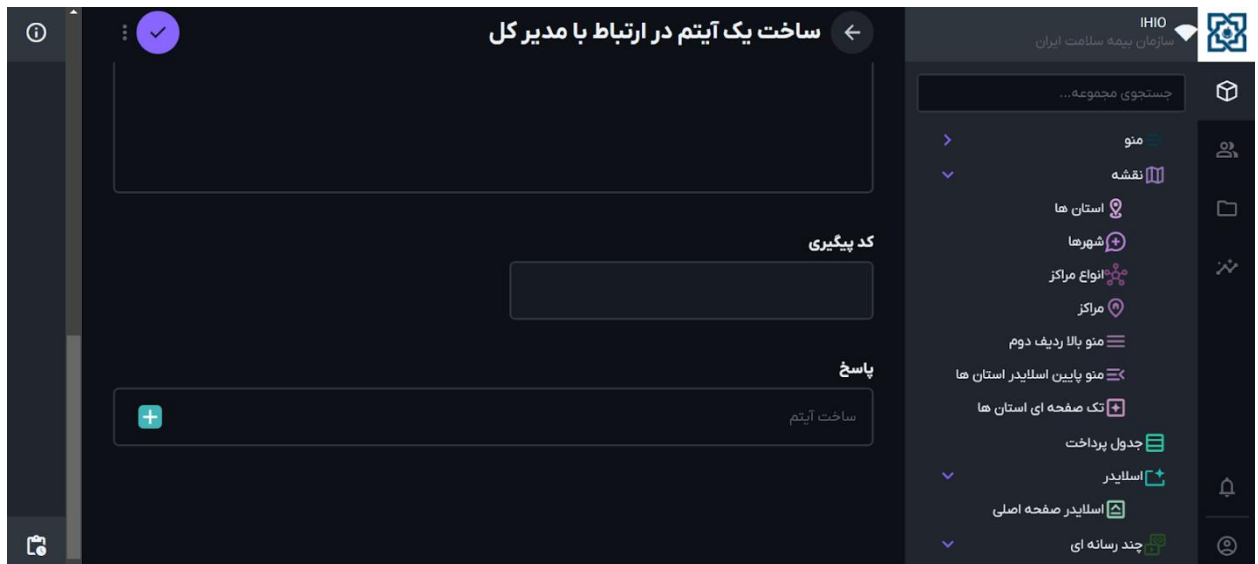 IHIO
سازمان بیمه سلامت ایران
جستجوی مجموعه...
منو
نقشه
استان ها
شهرها
انواع مراکز
مراکز
منو بالا ردیف دوم
منو پایین اسلایدر استان ها
تک صفحه ای استان ها
جدول پرداخت
اسلایدر
اسلایدر صفحه اصلی
چند رسانه ای
ساخت یک آیتم در ارتباط با مدیر کل
کد پیگیری
پاسخ
ساخت آیتم